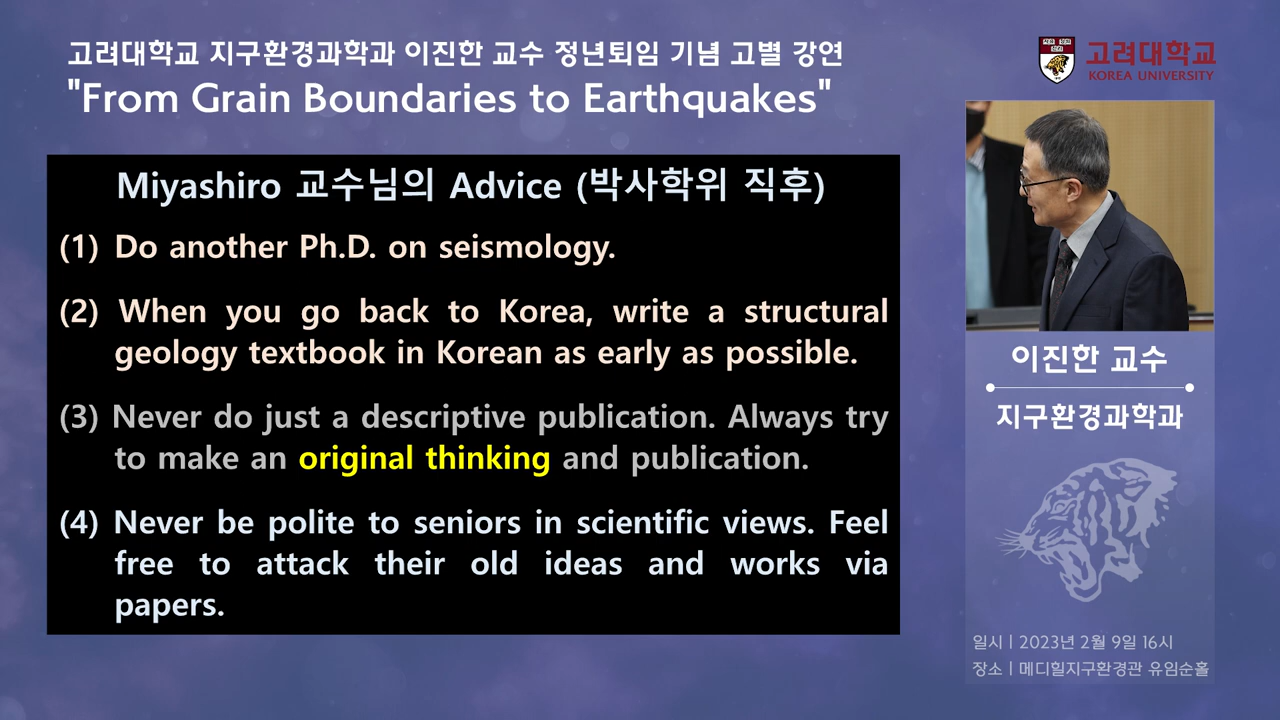 고려대학교 지구환경과학과 이진한 교수 정년퇴임 기념 고별 강연
"From Grain Boundaries to Earthquakes"
고려대학교
KOREA UNIVERSITY
Miyashiro 교수님의 Advice (박사학위 직후)
(1) Do another Ph.D. on seismology.
(2) When you go back to Korea, write a structural
geology textbook in Korean as early as possible.
(3) Never do just a descriptive publication. Always try
to make an original thinking and publication.
(4) Never be polite to seniors in scientific views. Feel
free to attack their old ideas and works via
papers.
이진한 교수
지구환경과학과
일시 | 2023년 2월 9일 16시
장소 | 메디힐지구환경관 유임순홀